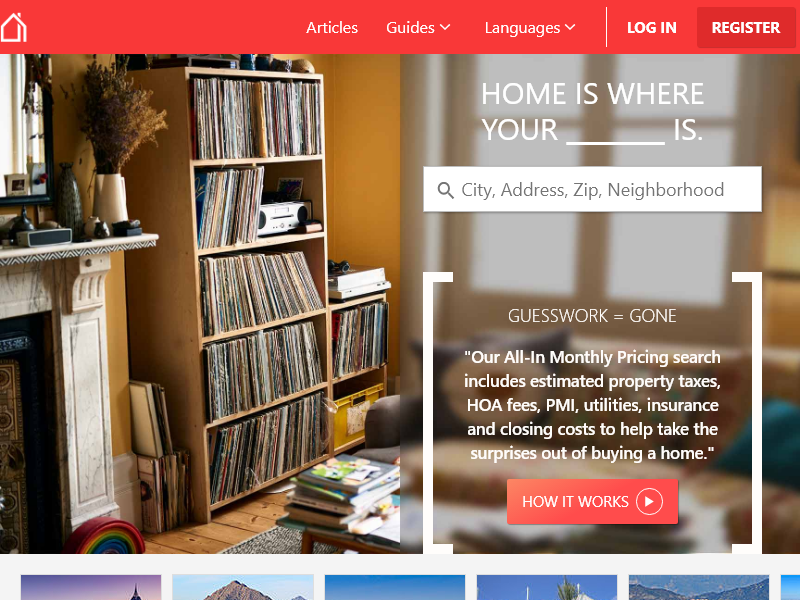 Articles Guides Languages LOG IN REGISTER
HOME IS WHERE
YOUR ______ IS.
City, Address, Zip, Neighborhood
GUESSWORK = GONE
"Our All-In Monthly Pricing search
includes estimated property taxes,
HOA fees, PMI, utilities, insurance
and closing costs to help take the
surprises out of buying a home."
HOW IT WORKS